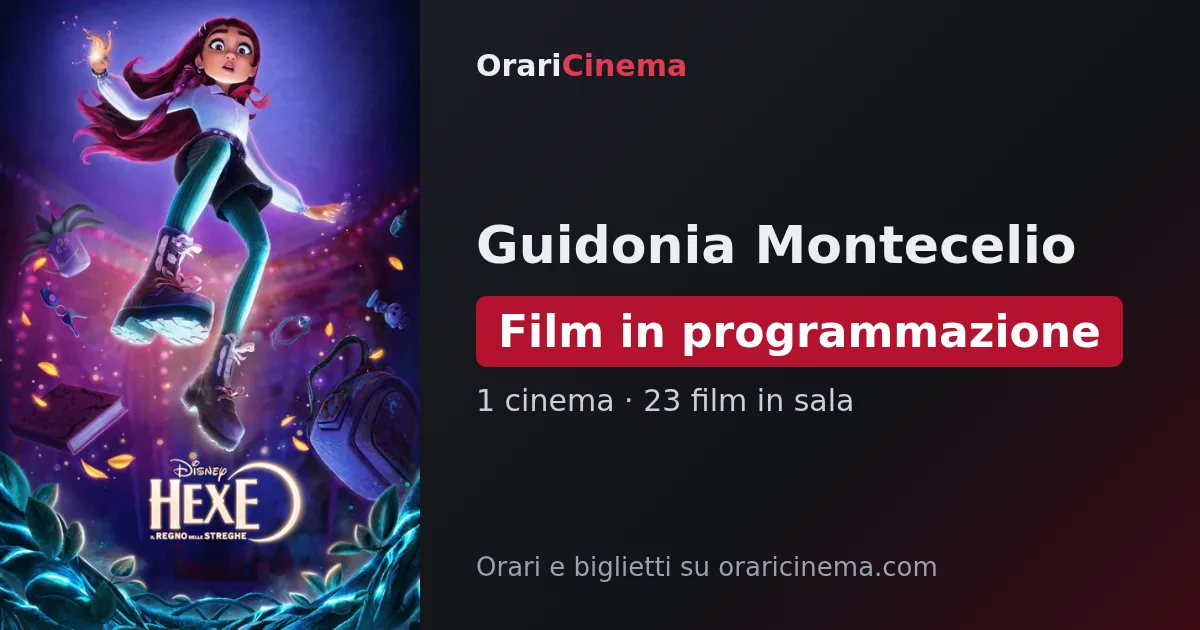 DISNEY
HEXE
IL REGNO DELLE STREGHE
OrariCinema
Guidonia Montecelio
Film in programmazione
1 cinema · 23 film in sala
Orari e biglietti su oraricinema.com